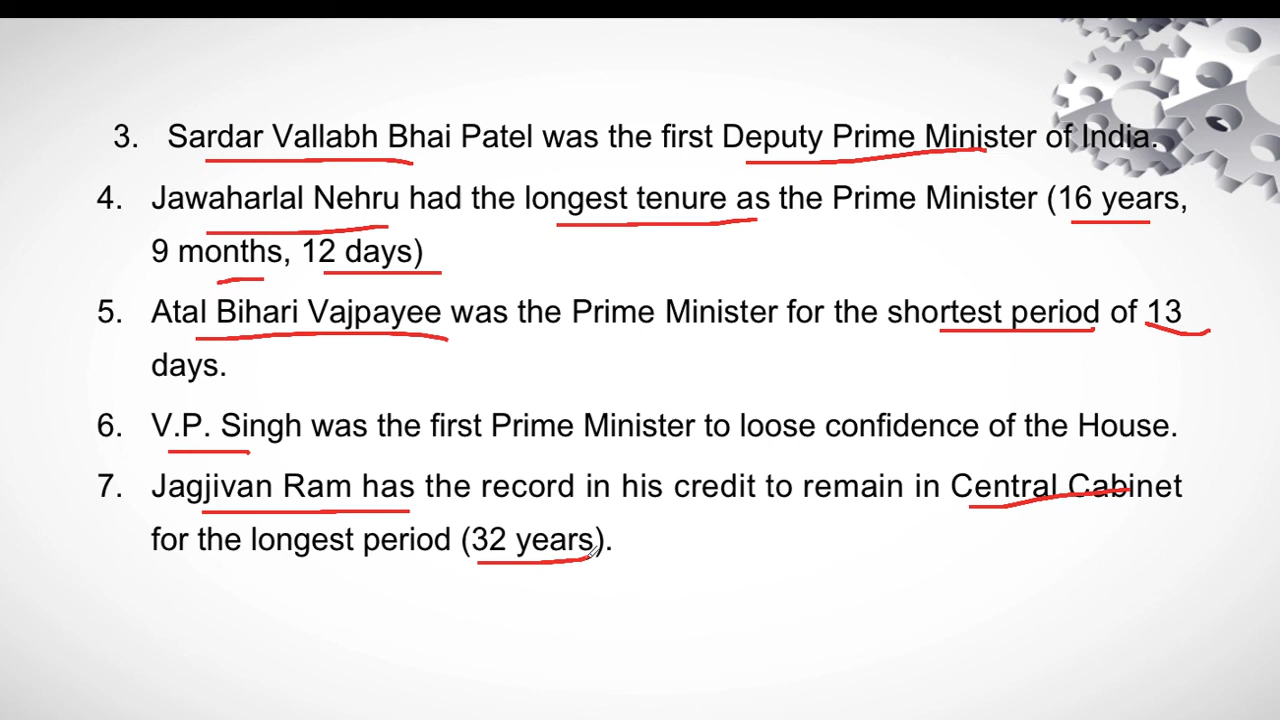 3. Sardar Vallabh Bhai Patel was the first Deputy Prime Minister of India.
4. Jawaharlal Nehru had the longest tenure as the Prime Minister (16 years,
9 months, 12 days)
5. Atal Bihari Vajpayee was the Prime Minister for the shortest period of 13
days.
6. V.P. Singh was the first Prime Minister to loose confidence of the House.
7. Jagjivan Ram has the record in his credit to remain in Central Cabinet
for the longest period (32 years).